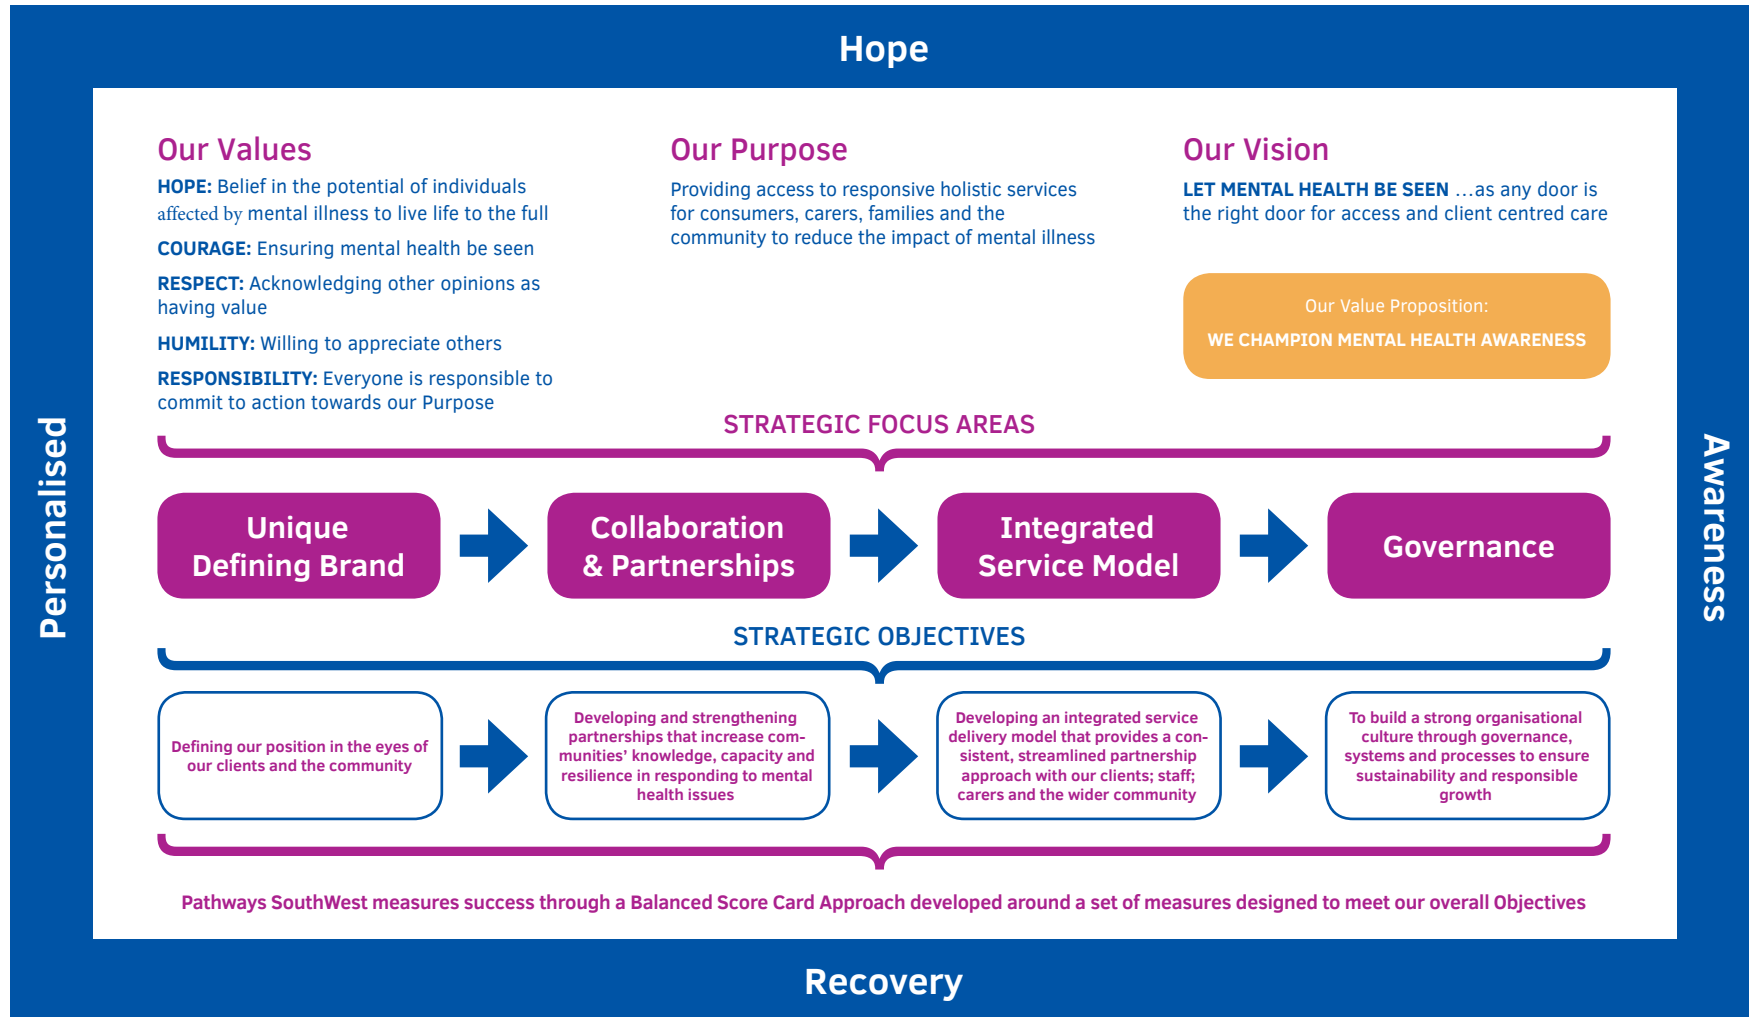 Hope
Personalised
Awareness
Our Values
HOPE: Belief in the potential of individuals
affected by mental illness to live life to the full
COURAGE: Ensuring mental health be seen
RESPECT: Acknowledging other opinions as
having value
HUMILITY: Willing to appreciate others
RESPONSIBILITY: Everyone is responsible to
commit to action towards our Purpose
Our Purpose
Providing access to responsive holistic services
for consumers, carers, families and the
community to reduce the impact of mental illness
Our Vision
LET MENTAL HEALTH BE SEEN ...as any door is
the right door for access and client centred care
Our Value Proposition:
WE CHAMPION MENTAL HEALTH AWARENESS
STRATEGIC FOCUS AREAS
Unique
Defining Brand
Collaboration
& Partnerships
Integrated
Service Model
Governance
STRATEGIC OBJECTIVES
Defining our position in the eyes of
our clients and the community
Developing and strengthening
partnerships that increase com-
munities' knowledge, capacity and
resilience in responding to mental
health issues
Developing an integrated service
delivery model that provides a con-
sistent, streamlined partnership
approach with our clients; staff;
carers and the wider community
To build a strong organisational
culture through governance,
systems and processes to ensure
sustainability and responsible
growth
Pathways SouthWest measures success through a Balanced Score Card Approach developed around a set of measures designed to meet our overall Objectives
Recovery